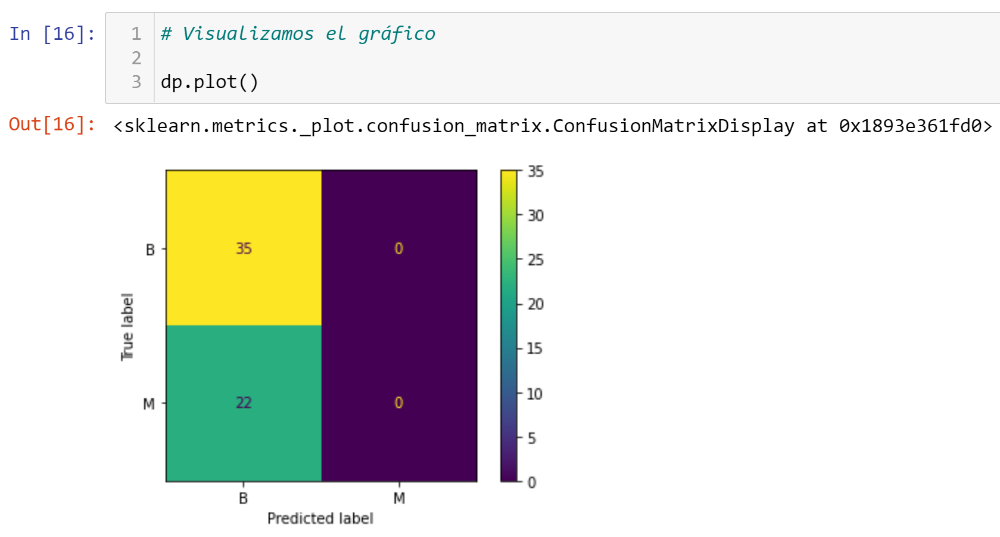 In [16]:
1 # Visualizamos el gráfico
2
3 dp.plot()
Out[16]: <sklearn.metrics._plot.confusion_matrix.ConfusionMatrixDisplay at 0x1893e361fd0>
35
30
25
20
15
10
5
0
True label
B
35
0
M
22
0
B
M
Predicted label